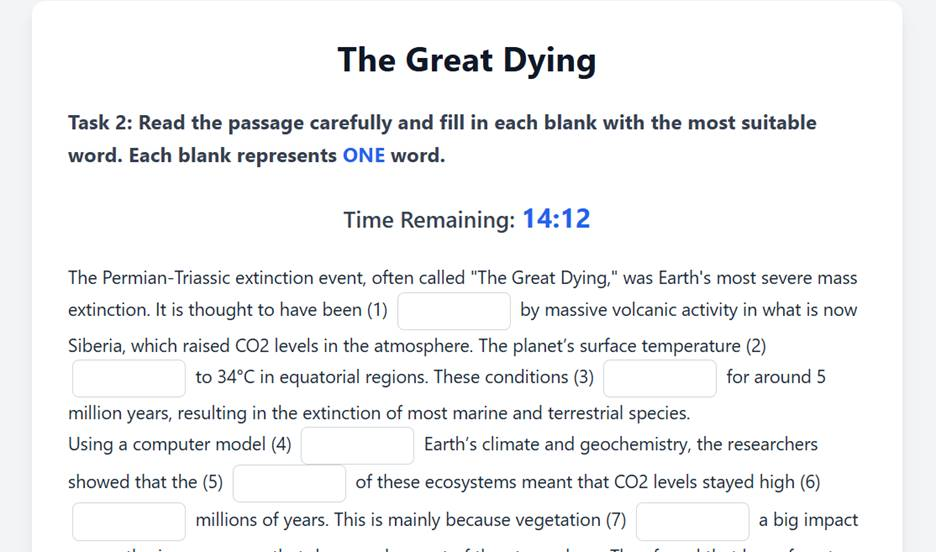 The Great Dying
Task 2: Read the passage carefully and fill in each blank with the most suitable
word. Each blank represents ONE word.
Time Remaining: 14:12
The Permian-Triassic extinction event, often called "The Great Dying," was Earth's most severe mass
extinction. It is thought to have been (1) by massive volcanic activity in what is now
Siberia, which raised CO2 levels in the atmosphere. The planet’s surface temperature (2)
to 34°C in equatorial regions. These conditions (3) for around 5
million years, resulting in the extinction of most marine and terrestrial species.
Using a computer model (4) Earth’s climate and geochemistry, the researchers
showed that the (5) of these ecosystems meant that CO2 levels stayed high (6)
millions of years. This is mainly because vegetation (7) a big impact